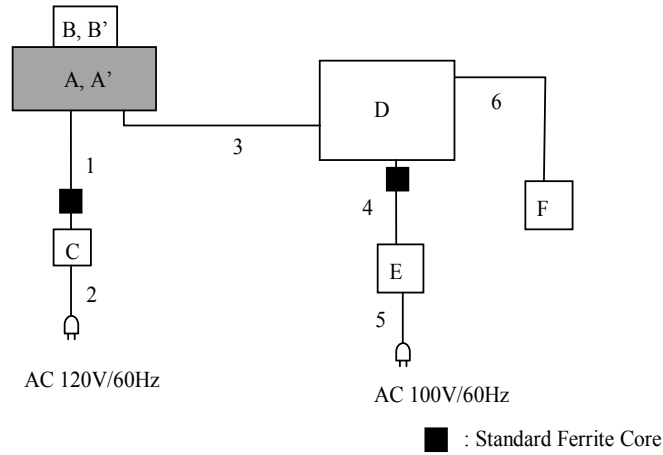 B, B’
A, A’
D
6
3
1
4
F
C
E
2
5
AC 120V/60Hz
AC 100V/60Hz
: Standard Ferrite Core